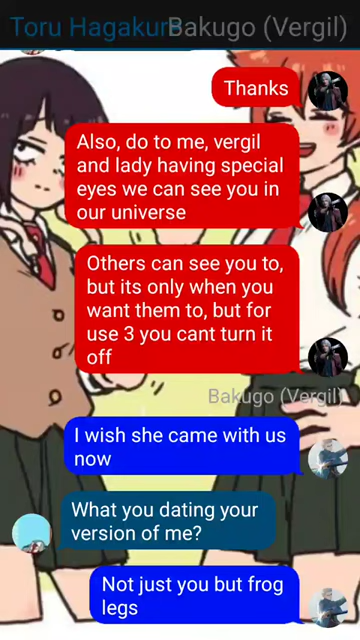 Toru Hagakure Bakugo (Vergil)
Thanks
Also, do to me, vergil
and lady having special
eyes we can see you in
our universe
Others can see you to,
but its only when you
want them to, but for
use 3 you cant turn it
off
Bakugo (Vergil)
I wish she came with us
now
What you dating your
version of me?
Not just you but frog
legs